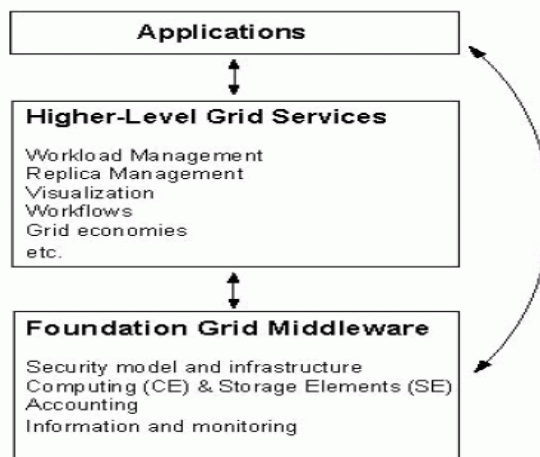 Applications
Higher-Level Grid Services
Workload Management
Replica Management
Visualization
Workflows
Grid economies
etc.
Foundation Grid Middleware
Security model and infrastructure
Computing (CE) & Storage Elements (SE)
Accounting
Information and monitoring